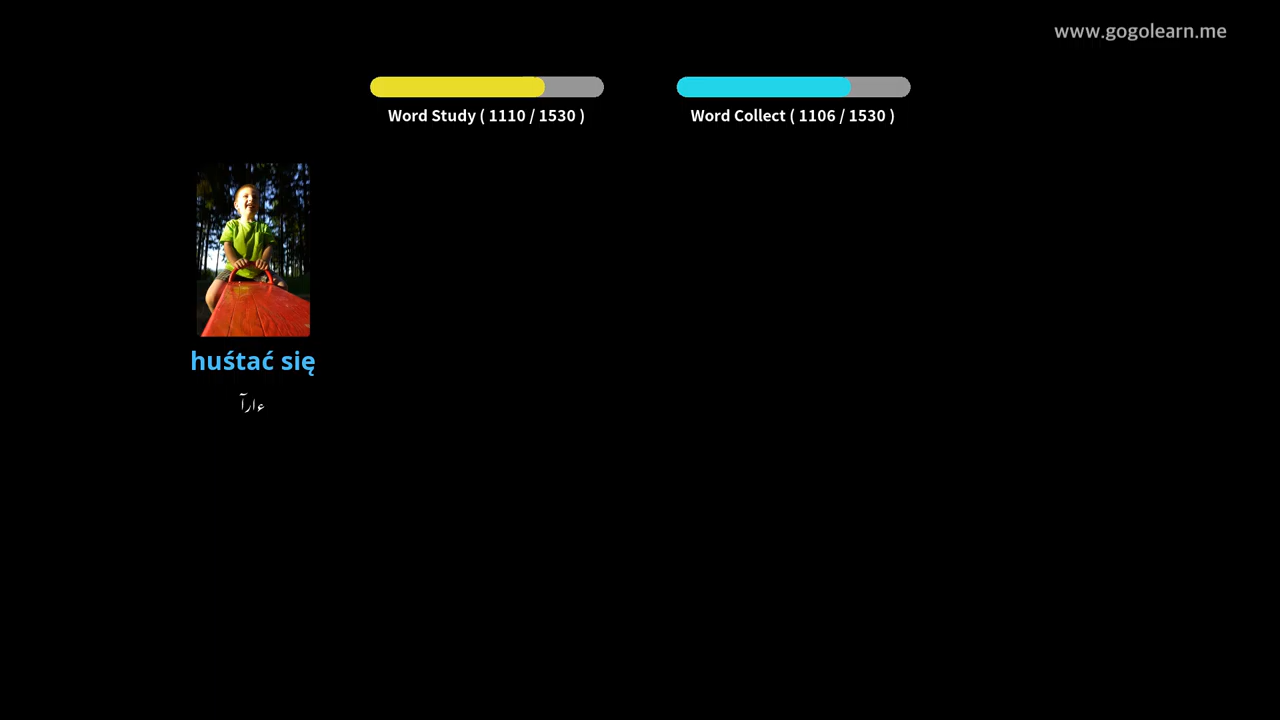 www.gogolearn.me
Word Study ( 1110 / 1530 )
Word Collect ( 1106 / 1530 )
huśtać się
ءارآ